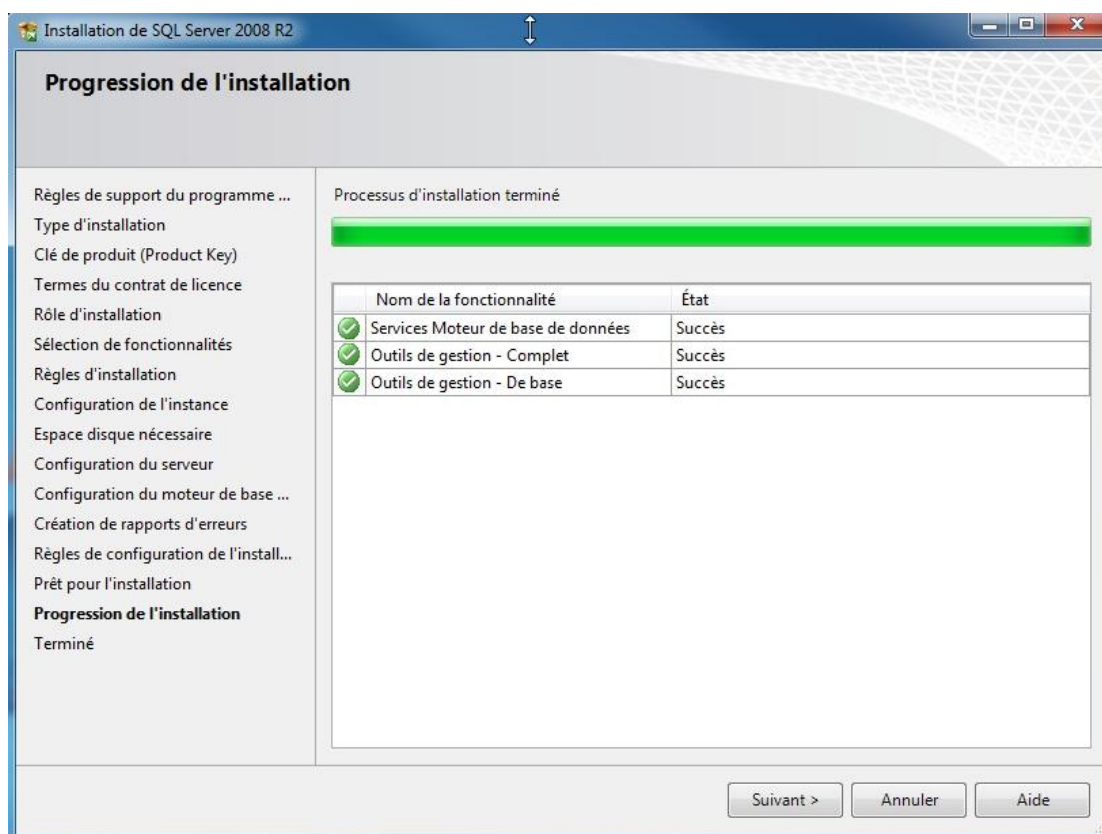 Installation de SQL Server 2008 R2
Progression de l'installation
Règles de support du programme ...
Type d'installation
Clé de produit (Product Key)
Termes du contrat de licence
Rôle d'installation
Sélection de fonctionnalités
Règles d'installation
Configuration de l'instance
Espace disque nécessaire
Configuration du serveur
Configuration du moteur de base ...
Création de rapports d'erreurs
Règles de configuration de l'install...
Prêt pour l'installation
Progression de l'installation
Terminé
Processus d'installation terminé
Nom de la fonctionnalité État
Services Moteur de base de données Succès
Outils de gestion - Complet Succès
Outils de gestion - De base Succès
Suivant > Annuler Aide